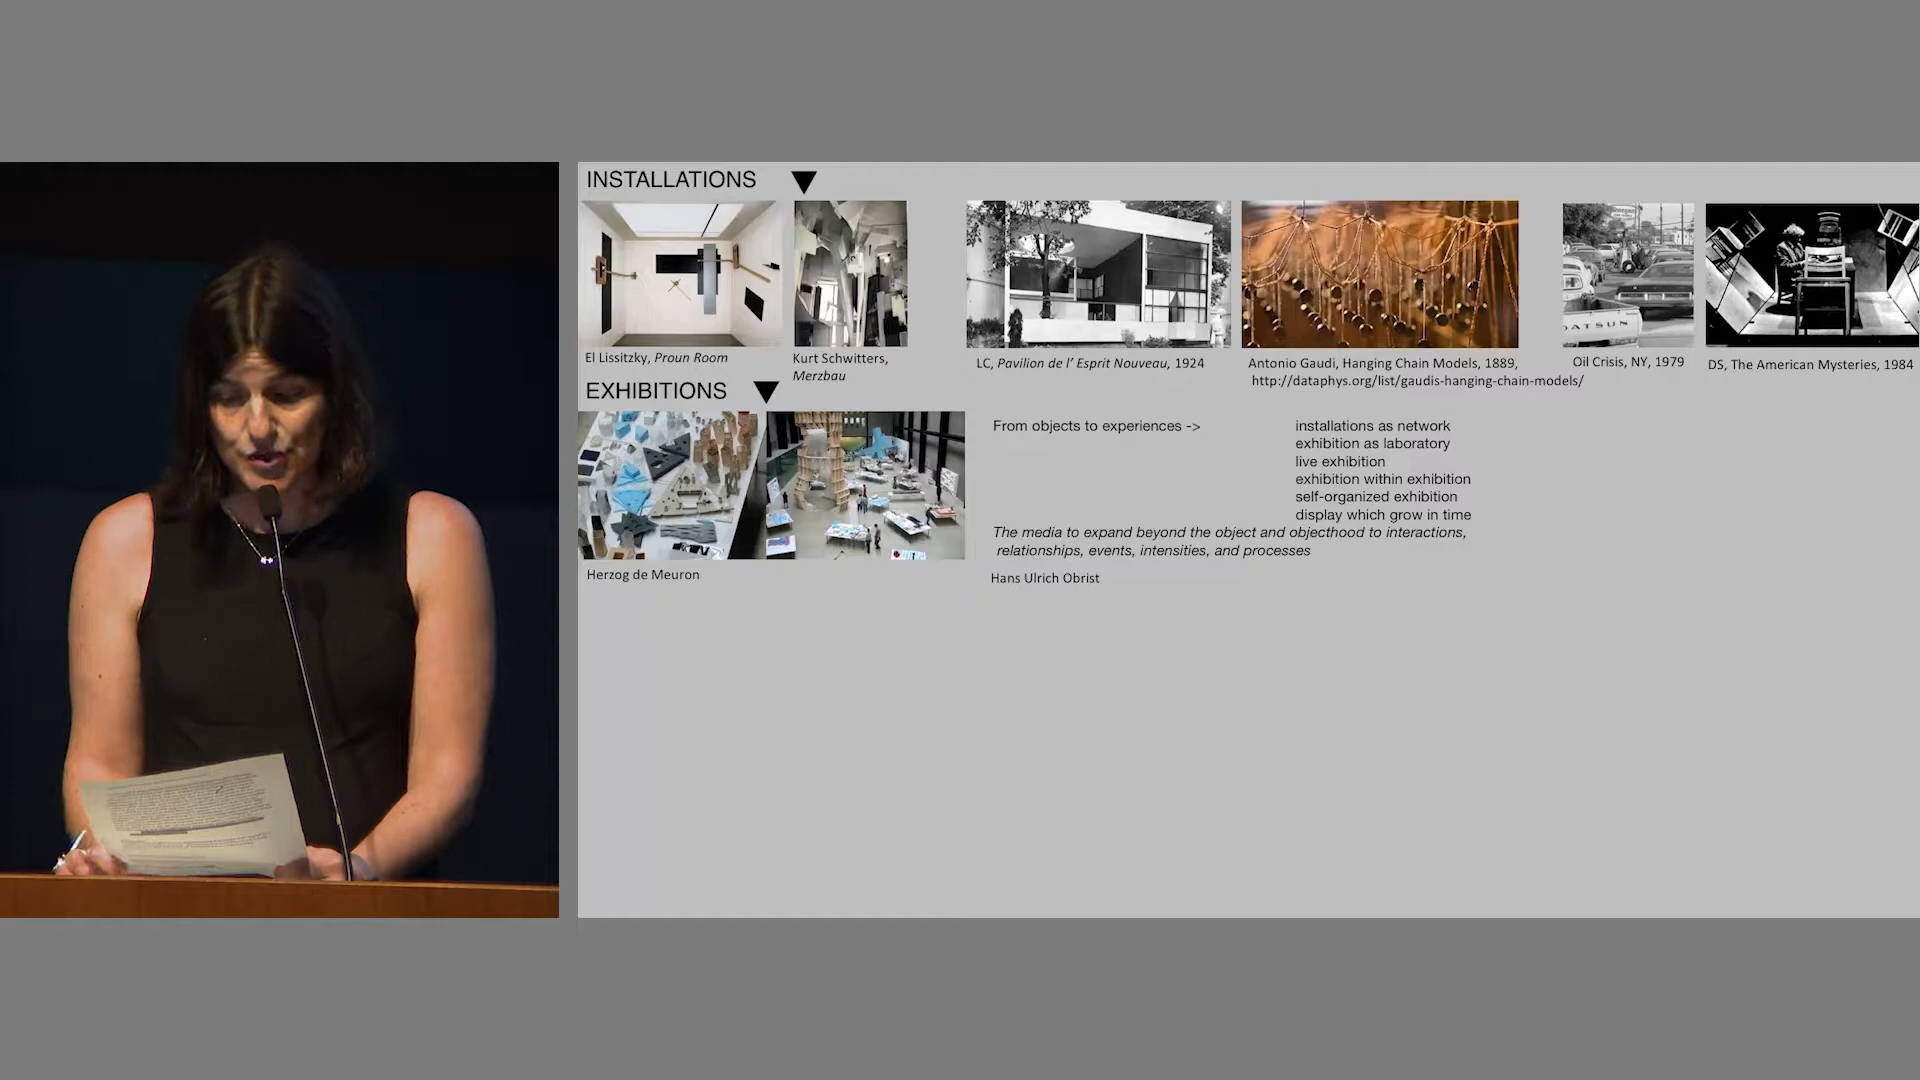 INSTALLATIONS
DATSUN
El Lissitzky, Proun Room
Kurt Schwitters,
Merzbau
LC, Pavilion de l' Esprit Nouveau, 1924
Antonio Gaudi, Hanging Chain Models, 1889,
http://dataphys.org/list/gaudis-hanging-chain-models/
Oil Crisis, NY, 1979
DS, The American Mysteries, 1984
EXHIBITIONS
From objects to experiences ->
installations as network
exhibition as laboratory
live exhibition
exhibition within exhibition
self-organized exhibition
display which grow in time
The media to expand beyond the object and objecthood to interactions,
relationships, events, intensities, and processes
Herzog de Meuron
Hans Ulrich Obrist